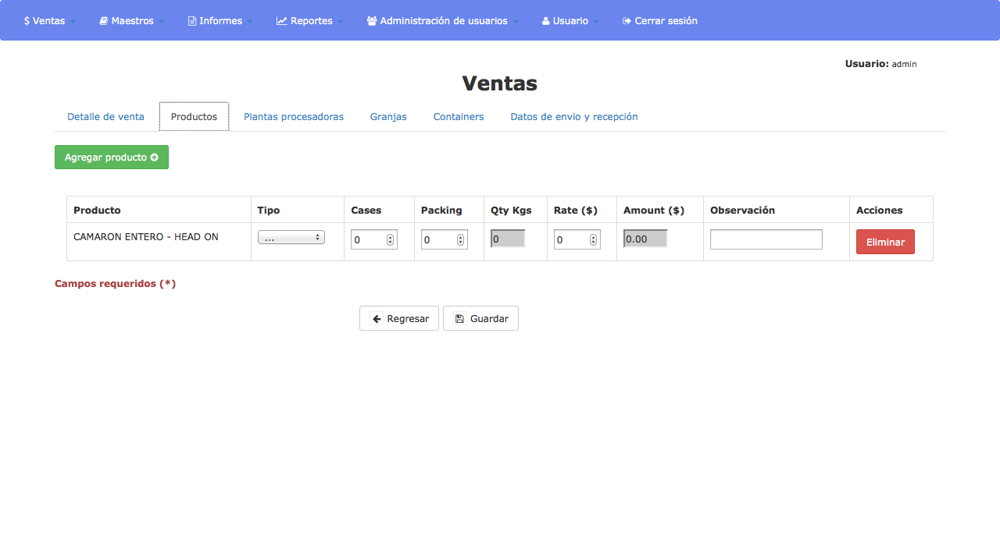 $ Ventas Maestros Informes Reportes Administración de usuarios Usuario Cerrar sesión
Usuario: admin
Ventas
Detalle de venta Productos Plantas procesadoras Granjas Containers Datos de envio y recepción
Agregar producto
Producto Tipo Cases Packing Qty Kgs Rate ($) Amount ($) Observación Acciones
CAMARON ENTERO - HEAD ON ... 0 0 0 0 0.00 Eliminar
Campos requeridos (*)
Regresar Guardar